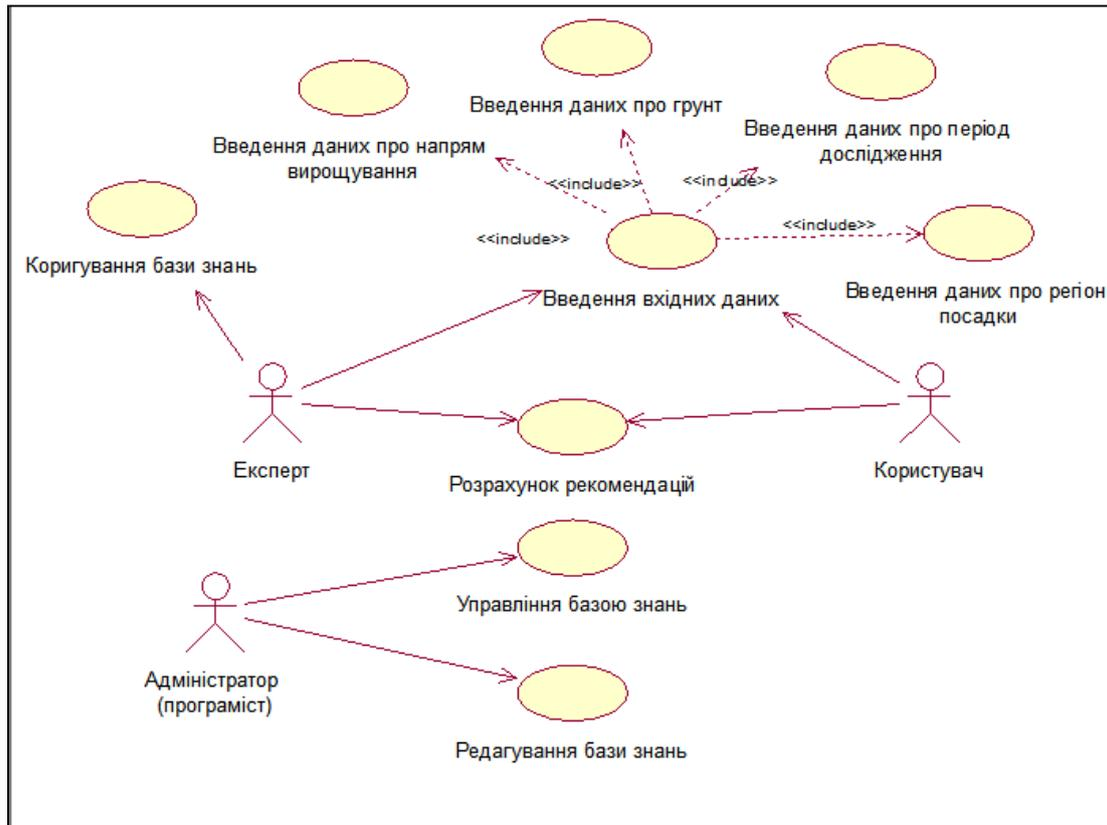 Введення даних про грунт
Введення даних про період
дослідження
Введення даних про напрям
вирощування
<<include>>
<<include>>
<<include>>
<<include>>
Коригування бази знань
Введення вхідних даних
Введення даних про регіон
посадки
Експерт
Користувач
Розрахунок рекомендацій
Управління базою знань
Адміністратор
(програміст)
Редагування бази знань